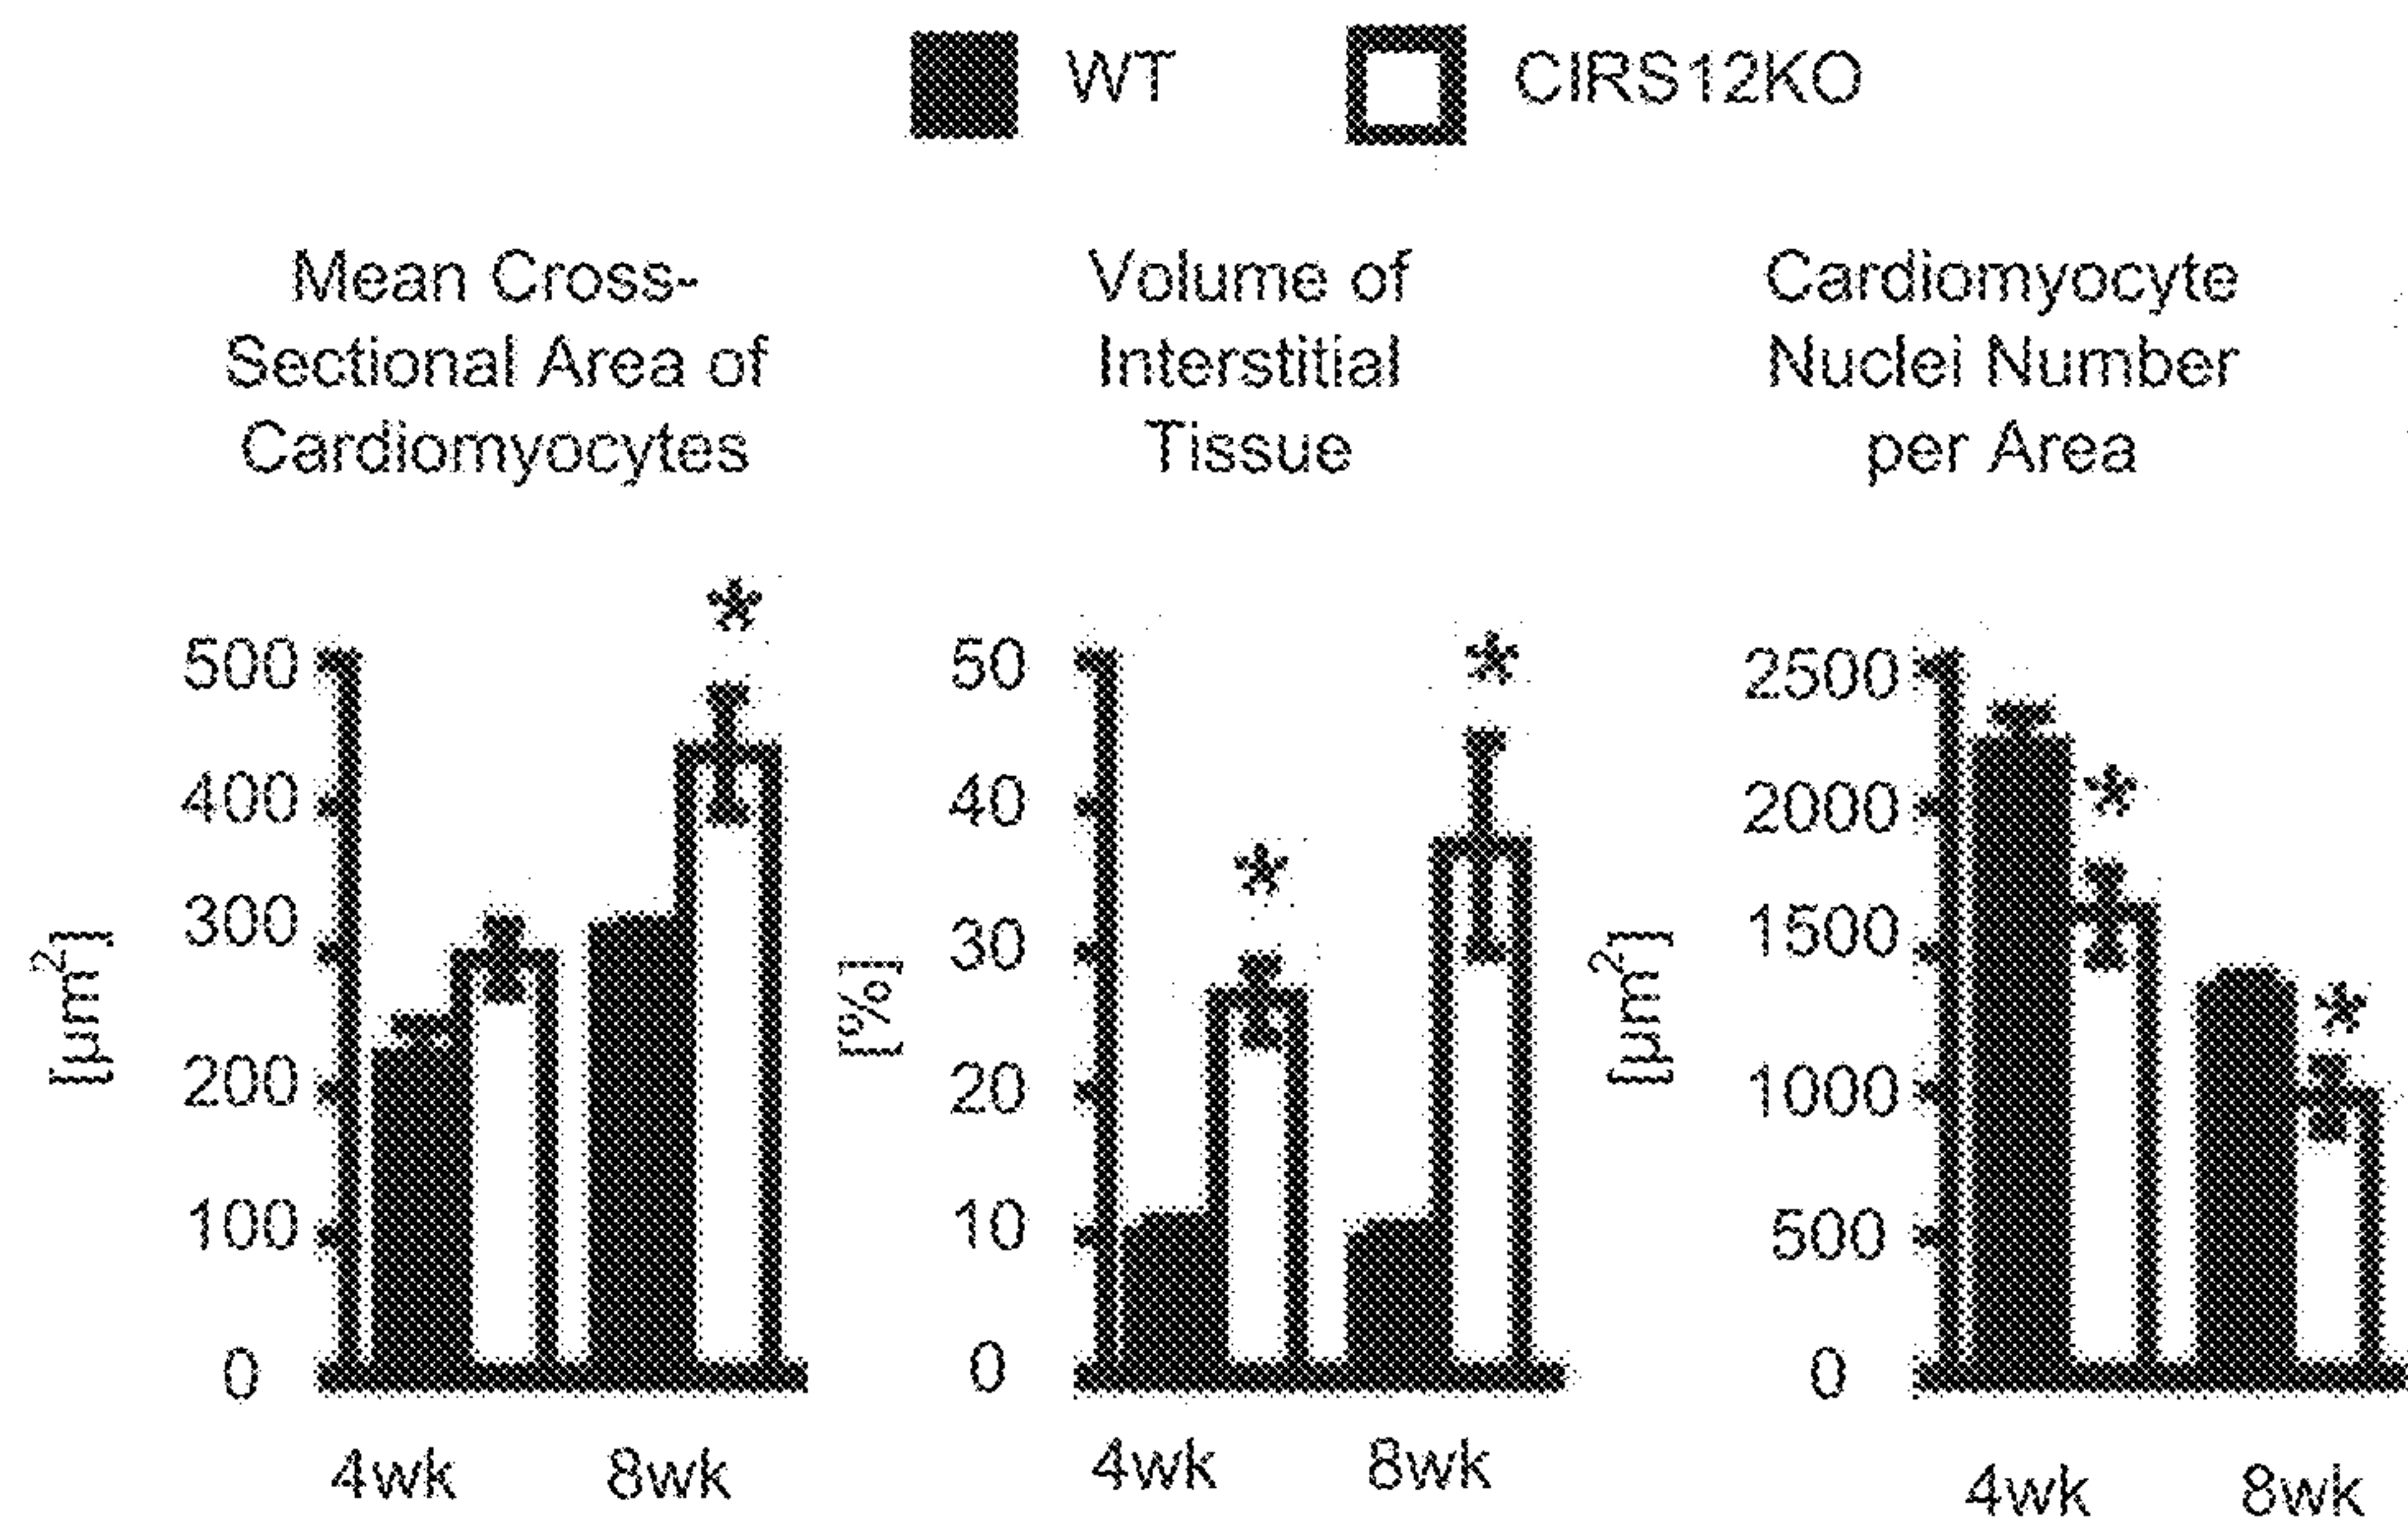 WT CIRS12KO
Mean Cross-
Sectional Area of
Cardiomyocytes
*
500
400
300
200
100
0
[µm²]
4wk 8wk
Volume of
Interstitial
Tissue
*
*
50
40
30
20
10
0
[%]
4wk 8wk
Cardiomyocyte
Nuclei Number
per Area
*
*
2500
2000
1500
1000
500
0
[µm²]
4wk 8wk